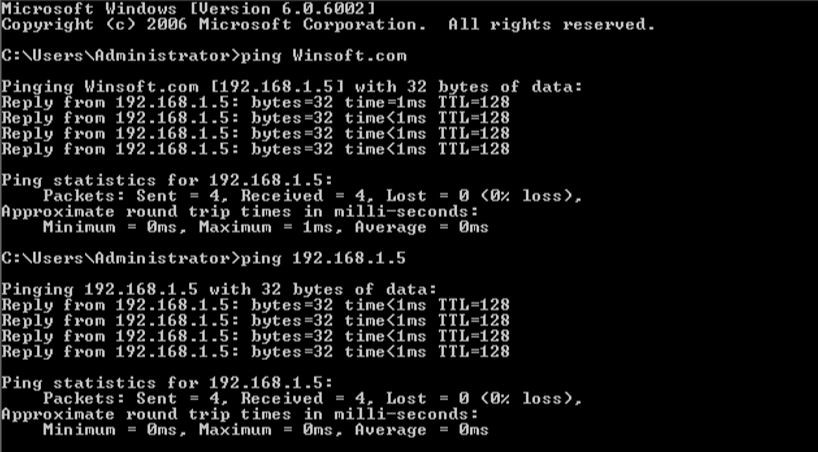 Microsoft Windows [Version 6.0.6002]
Copyright (c) 2006 Microsoft Corporation.  All rights reserved.
C:\Users\Administrator>ping Winsoft.com
Pinging Winsoft.com [192.168.1.5] with 32 bytes of data:
Reply from 192.168.1.5: bytes=32 time=1ms TTL=128
Reply from 192.168.1.5: bytes=32 time<1ms TTL=128
Reply from 192.168.1.5: bytes=32 time<1ms TTL=128
Reply from 192.168.1.5: bytes=32 time<1ms TTL=128
Ping statistics for 192.168.1.5:
    Packets: Sent = 4, Received = 4, Lost = 0 (0% loss),
Approximate round trip times in milli-seconds:
    Minimum = 0ms, Maximum = 1ms, Average = 0ms
C:\Users\Administrator>ping 192.168.1.5
Pinging 192.168.1.5 with 32 bytes of data:
Reply from 192.168.1.5: bytes=32 time<1ms TTL=128
Reply from 192.168.1.5: bytes=32 time<1ms TTL=128
Reply from 192.168.1.5: bytes=32 time<1ms TTL=128
Reply from 192.168.1.5: bytes=32 time<1ms TTL=128
Ping statistics for 192.168.1.5:
    Packets: Sent = 4, Received = 4, Lost = 0 (0% loss),
Approximate round trip times in milli-seconds:
    Minimum = 0ms, Maximum = 0ms, Average = 0ms